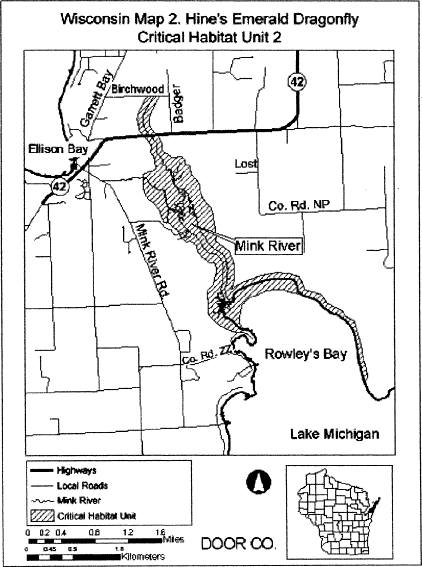 Wisconsin Map 2. Hine's Emerald Dragonfly
Critical Habitat Unit 2
Garrett Bay
Birchwood
Badger
42
Ellison Bay
Lost
42
Co. Rd. NP
Mink River
Mink River Rd.
Co. Rd. ZZ
Rowley's Bay
Lake Michigan
Highways
Local Roads
Mink River
Critical Habitat Unit
0 0.2 0.4 0.8 1.2 1.6
Miles
0 0.45 0.9 1.8
Kilometers
DOOR CO.